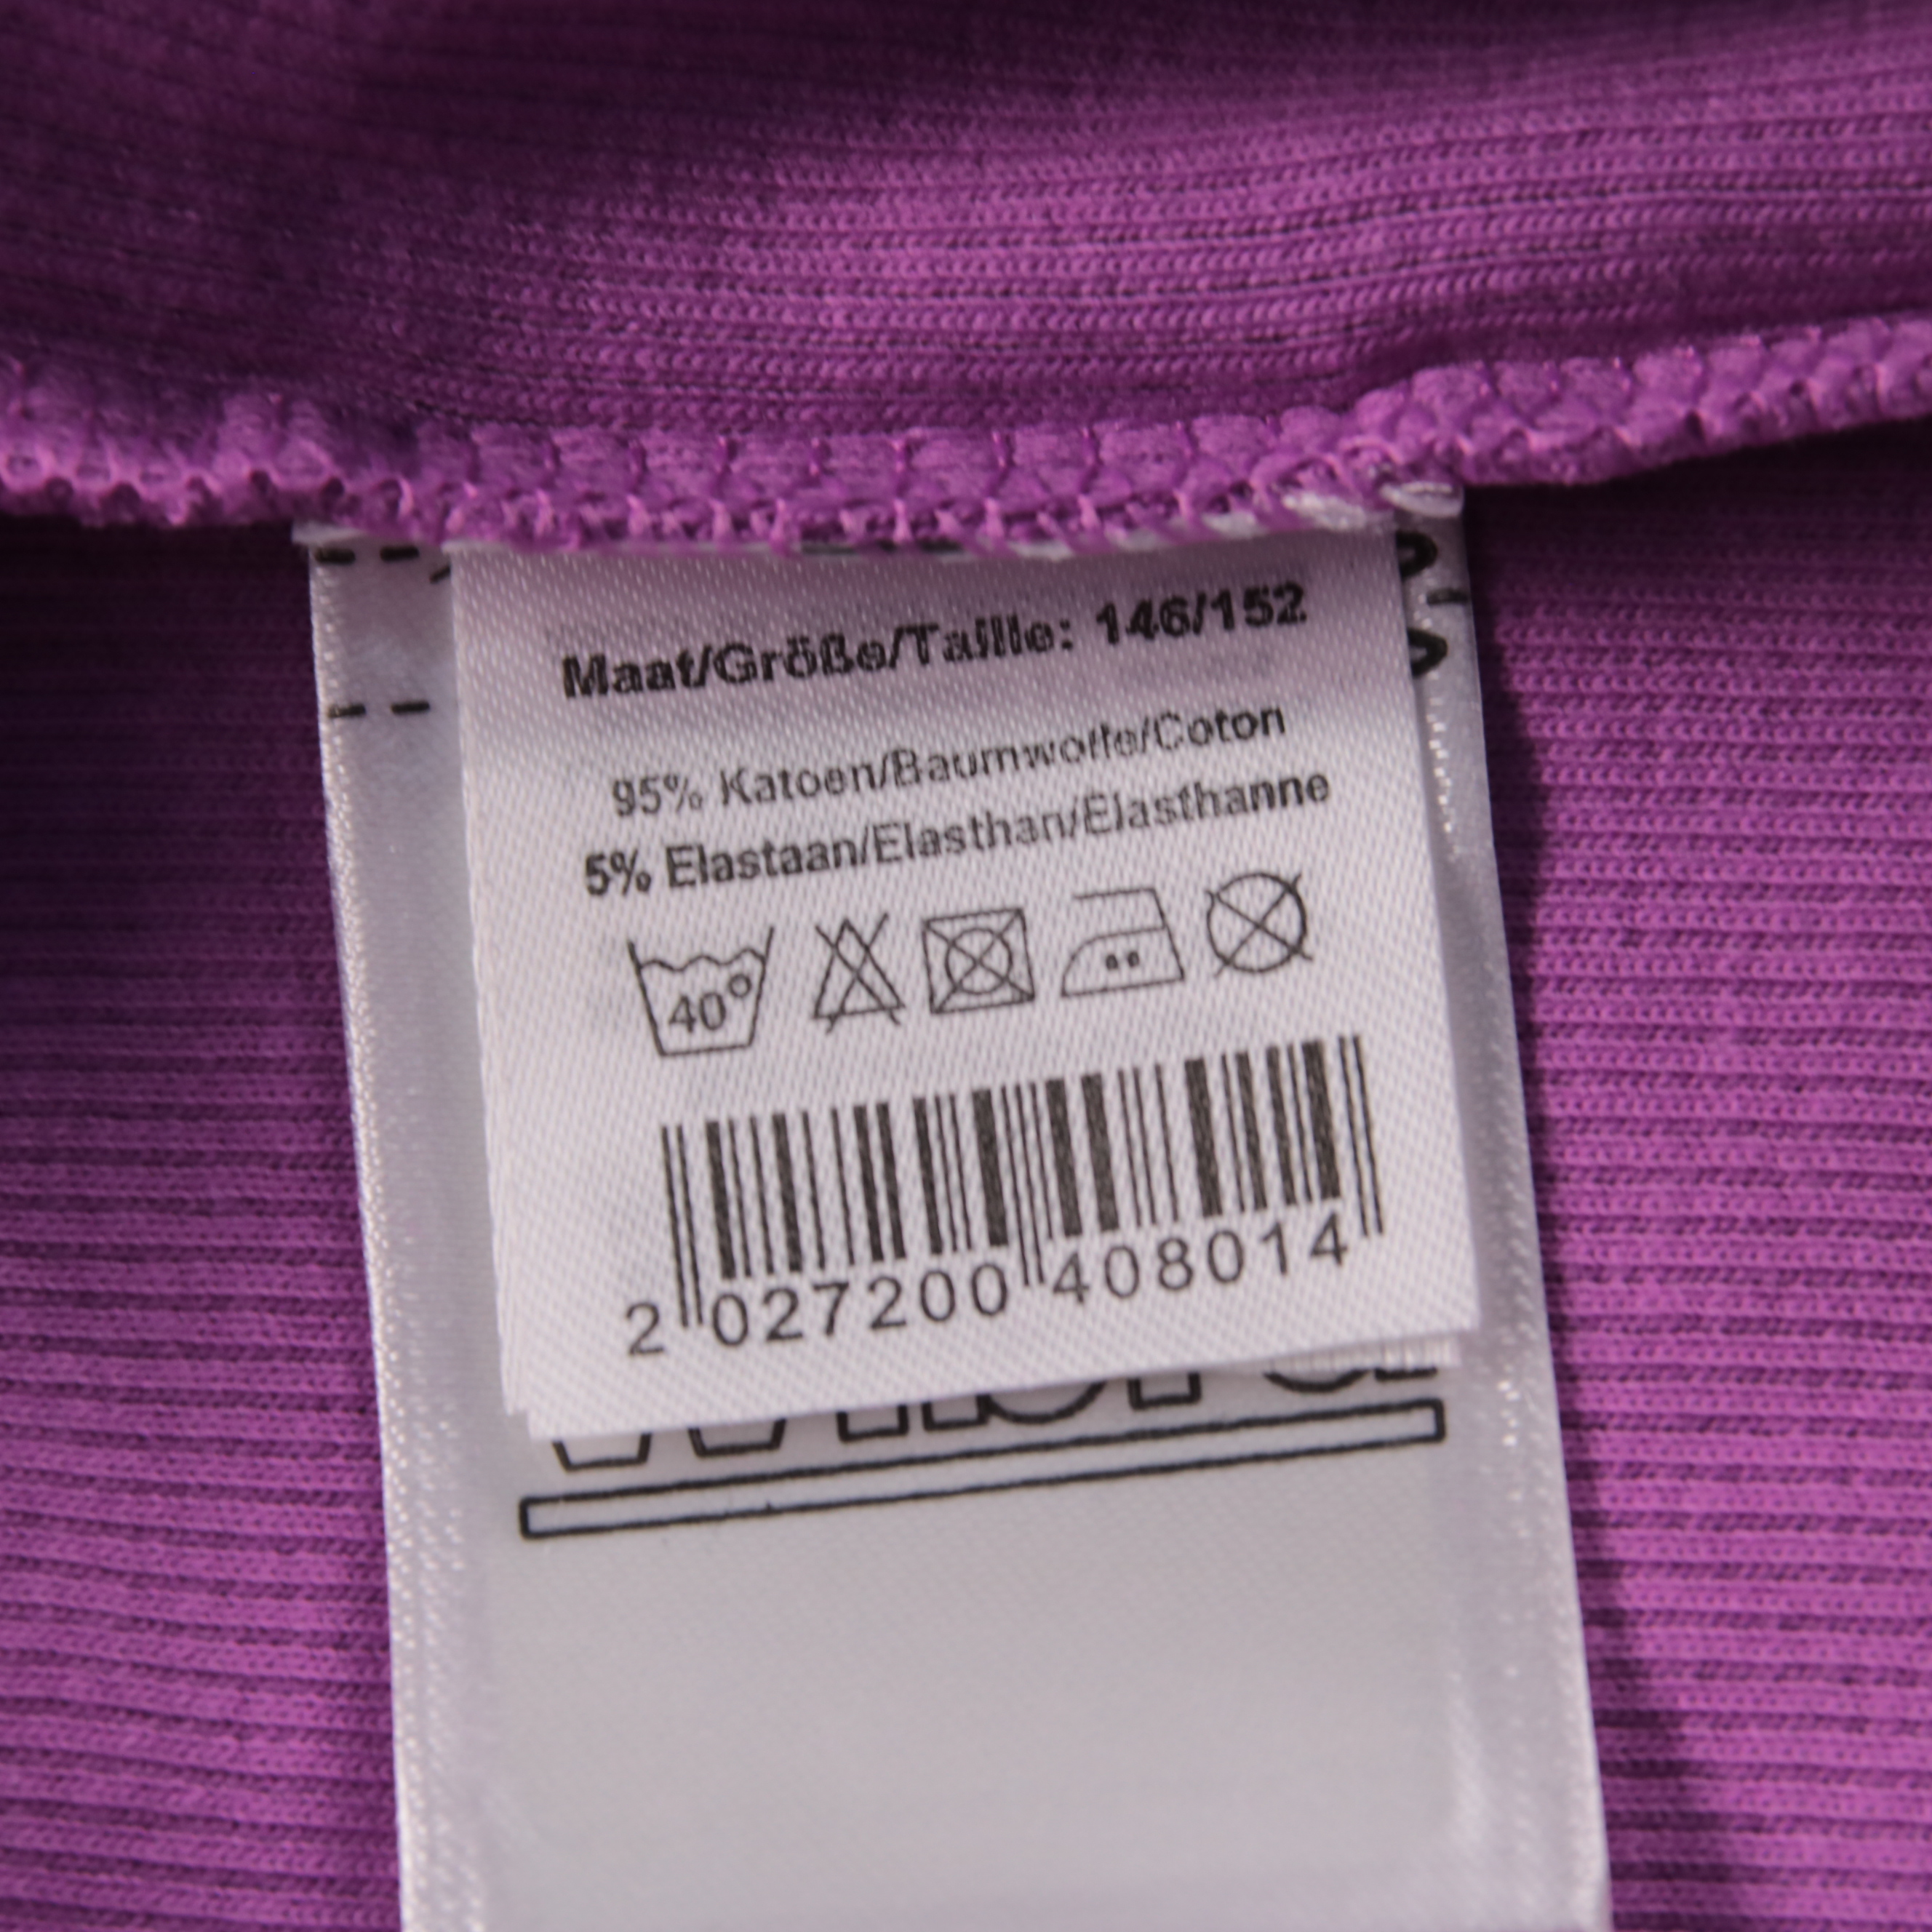 Maat/Größe/Taille: 146/152
95% Katoen/Baumwolle/Coton
5% Elastaan/Elasthan/Elasthanne
40°
2 027200 408014